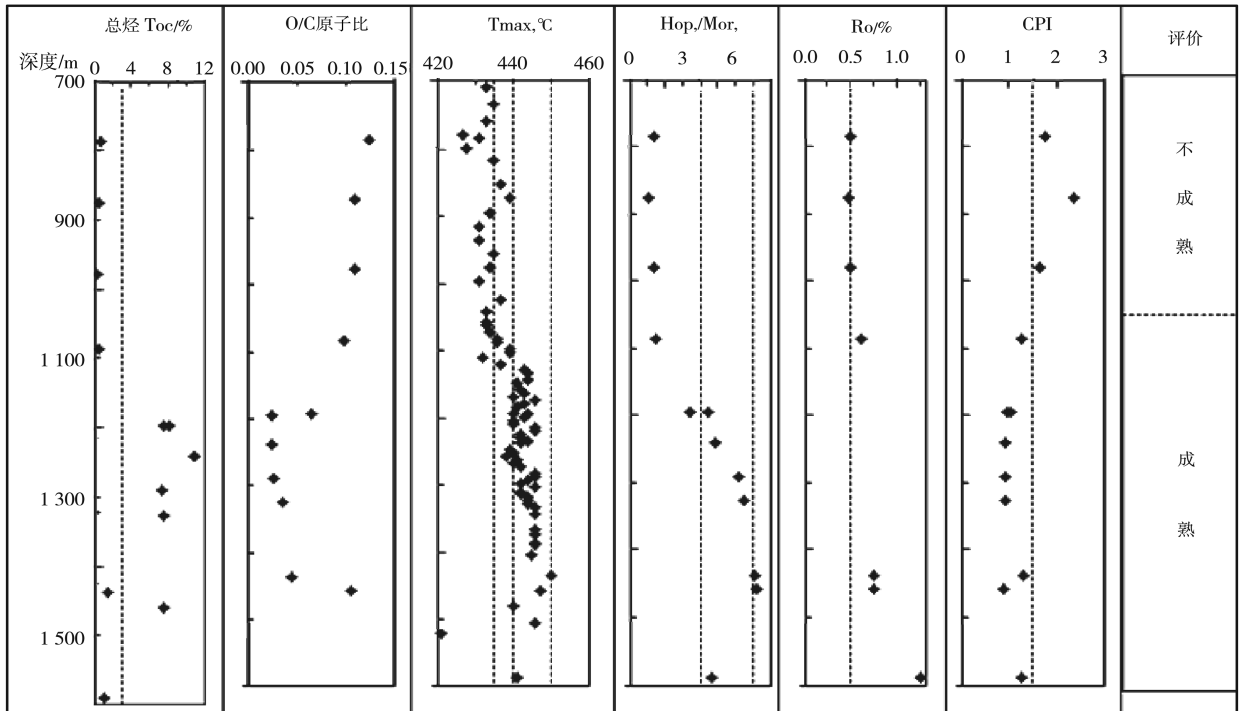 总烃 Toc/% O/C原子比 Tmax, ℃ Hop,/Mor, Ro/% CPI 评价
深度/m 0 4 8 12 0.00 0.05 0.10 0.15 420 440 460 0 3 6 0.0 0.5 1.0 0 1 2 3
700
不
成
熟
900
1 100
成
熟
1 300
1 500